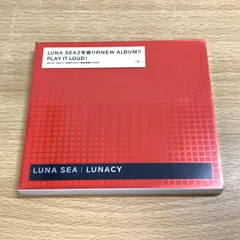 LUNA SEA2年振りのNEW ALBUM!!
PLAY IT LOUD!
LUNA SEA | LUNACY